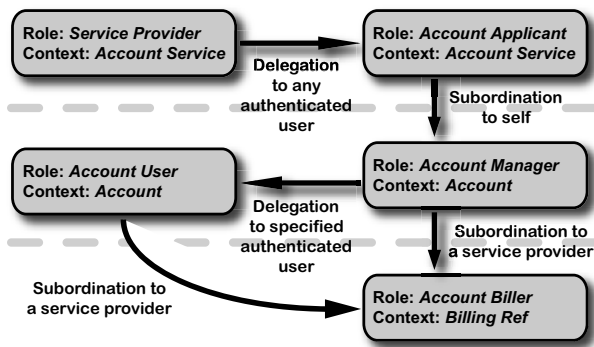 Role: Service Provider
Context: Account Service
Delegation
to any
authenticated
user
Role: Account Applicant
Context: Account Service
Subordination
to self
Role: Account Manager
Context: Account
Delegation
to specified
authenticated
user
Role: Account User
Context: Account
Subordination to
a service provider
Subordination to
a service provider
Role: Account Biller
Context: Billing Ref